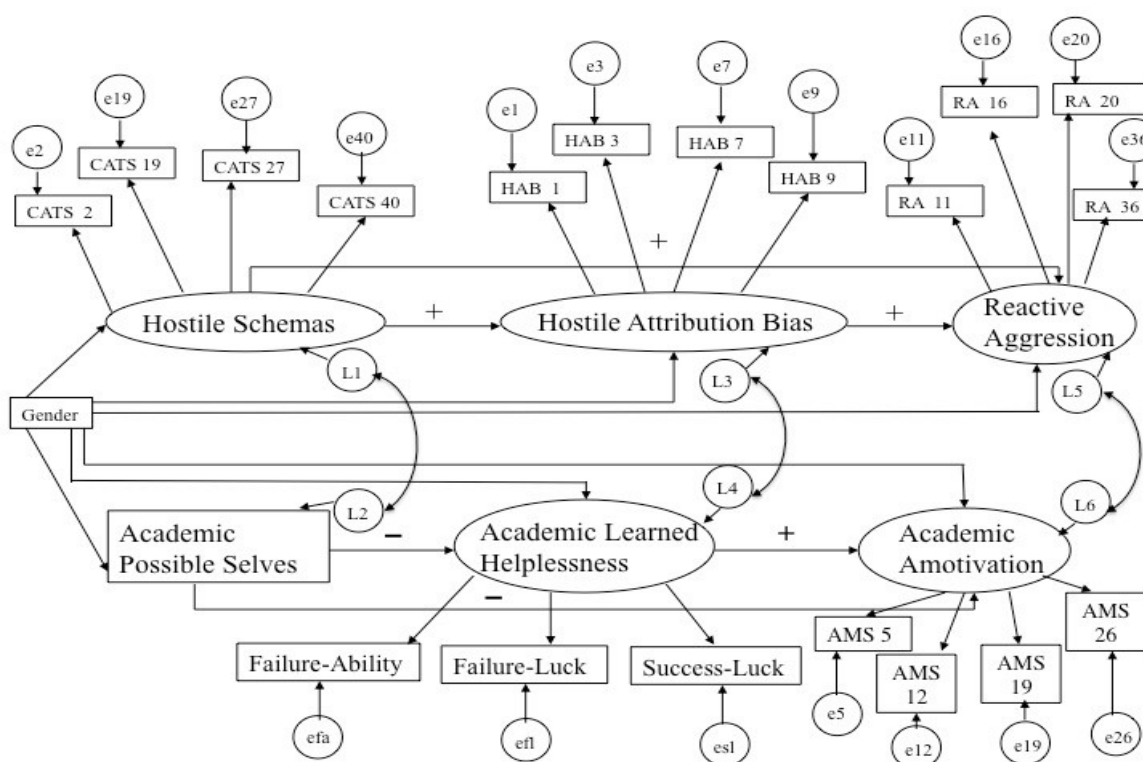 e16
e20
e3
e7
e19
e27
e1
e9
RA 16
RA 20
e2
e40
HAB 3
HAB 7
e11
e36
CATS 19
CATS 27
HAB 1
HAB 9
CATS 2
CATS 40
RA 11
RA 36
+
+
+
Hostile Schemas
Hostile Attribution Bias
Reactive
Aggression
L1
L3
L5
Gender
L2
L4
L6
Academic
Possible Selves
−
Academic Learned
Helplessness
+
Academic
Amotivation
−
Failure-Ability
Failure-Luck
Success-Luck
AMS 5
AMS
12
AMS
19
AMS
26
efa
efl
esl
e5
e12
e19
e26